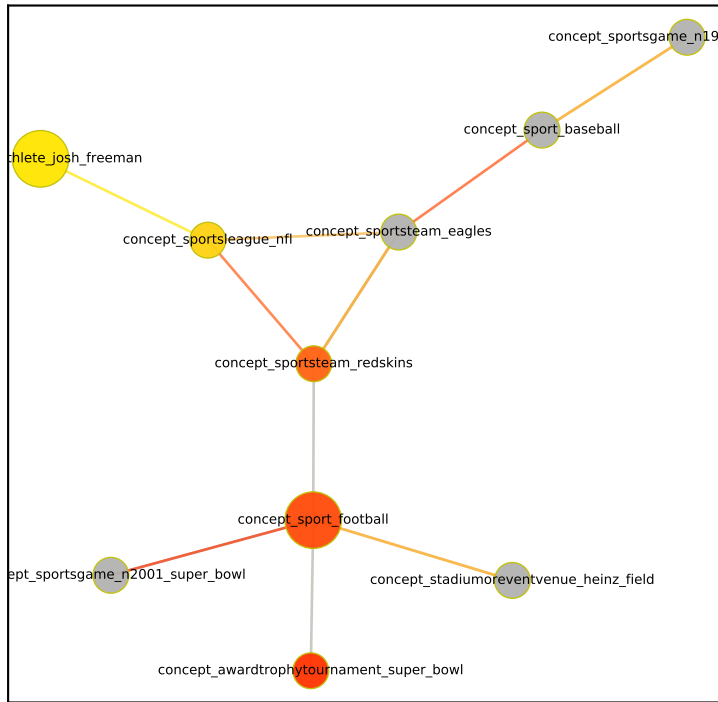 concept_sportsgame_n19
concept_sport_baseball
thlete_josh_freeman
concept_sportsteam_eagles
concept_sportsleague_nfl
concept_sportsteam_redskins
concept_sport_football
ept_sportsgame_n2001_super_bowl
concept_stadiumoreventvenue_heinz_field
concept_awardtrophytournament_super_bowl